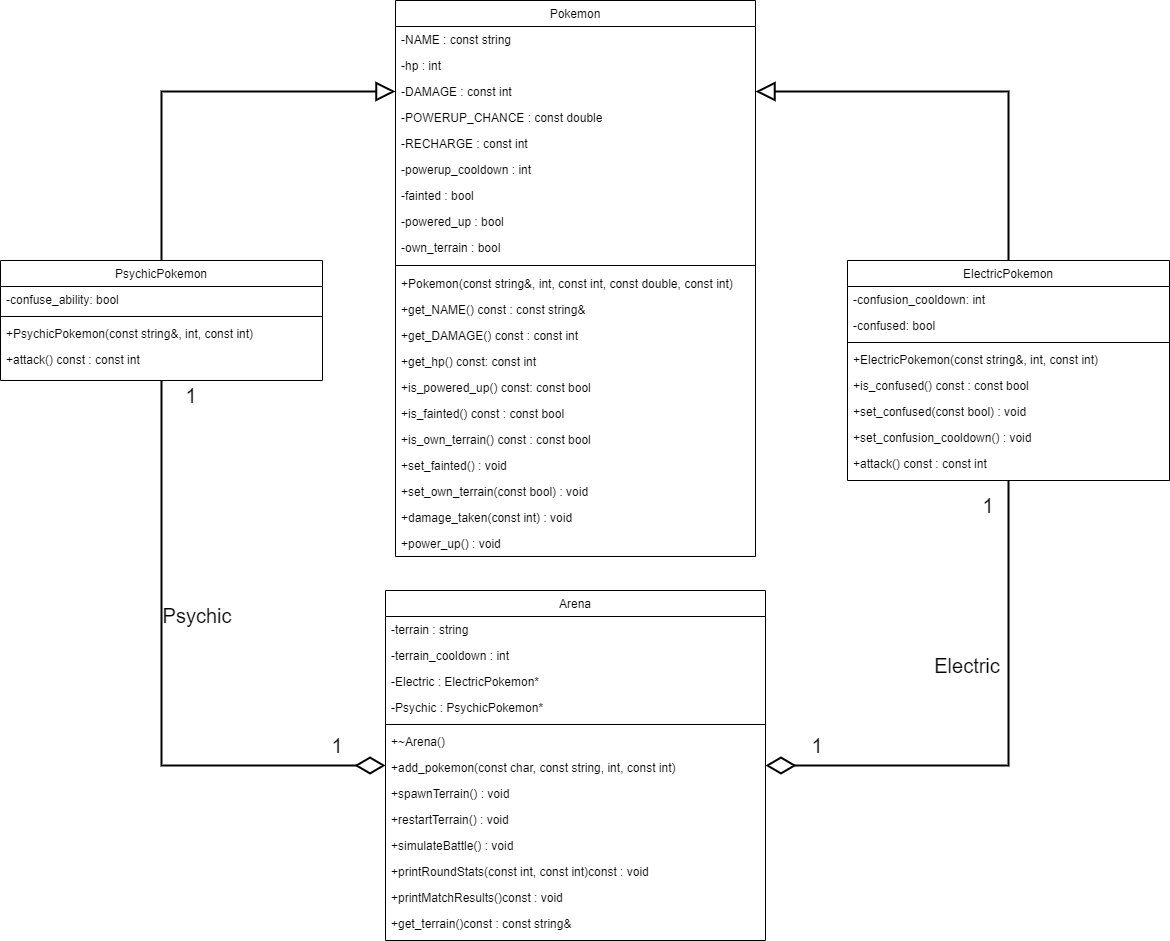 Pokemon
-NAME : const string
-hp : int
-DAMAGE : const int
-POWERUP_CHANCE : const double
-RECHARGE : const int
-powerup_cooldown : int
-fainted : bool
-powered_up : bool
-own_terrain : bool
+Pokemon(const string&, int, const int, const double, const int)
+get_NAME() const : const string&
+get_DAMAGE() const : const int
+get_hp() const: const int
+is_powered_up() const: const bool
+is_fainted() const : const bool
+is_own_terrain() const : const bool
+set_fainted() : void
+set_own_terrain(const bool) : void
+damage_taken(const int) : void
+power_up() : void
PsychicPokemon
-confuse_ability: bool
+PsychicPokemon(const string&, int, const int)
+attack() const : const int
1
ElectricPokemon
-confusion_cooldown: int
-confused: bool
+ElectricPokemon(const string&, int, const int)
+is_confused() const : const bool
+set_confused(const bool) : void
+set_confusion_cooldown() : void
+attack() const : const int
1
Psychic
Electric
1
1
Arena
-terrain : string
-terrain_cooldown : int
-Electric : ElectricPokemon*
-Psychic : PsychicPokemon*
+~Arena()
+add_pokemon(const char, const string, int, const int)
+spawnTerrain() : void
+restartTerrain() : void
+simulateBattle() : void
+printRoundStats(const int, const int)const : void
+printMatchResults()const : void
+get_terrain()const : const string&